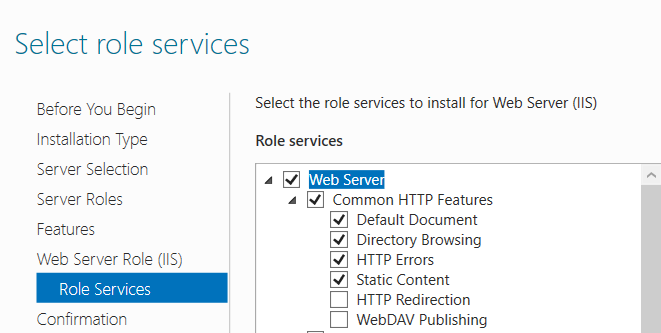 Select role services
Before You Begin
Installation Type
Server Selection
Server Roles
Features
Web Server Role (IIS)
Role Services
Confirmation
Select the role services to install for Web Server (IIS)
Role services
Web Server
Common HTTP Features
Default Document
Directory Browsing
HTTP Errors
Static Content
HTTP Redirection
WebDAV Publishing